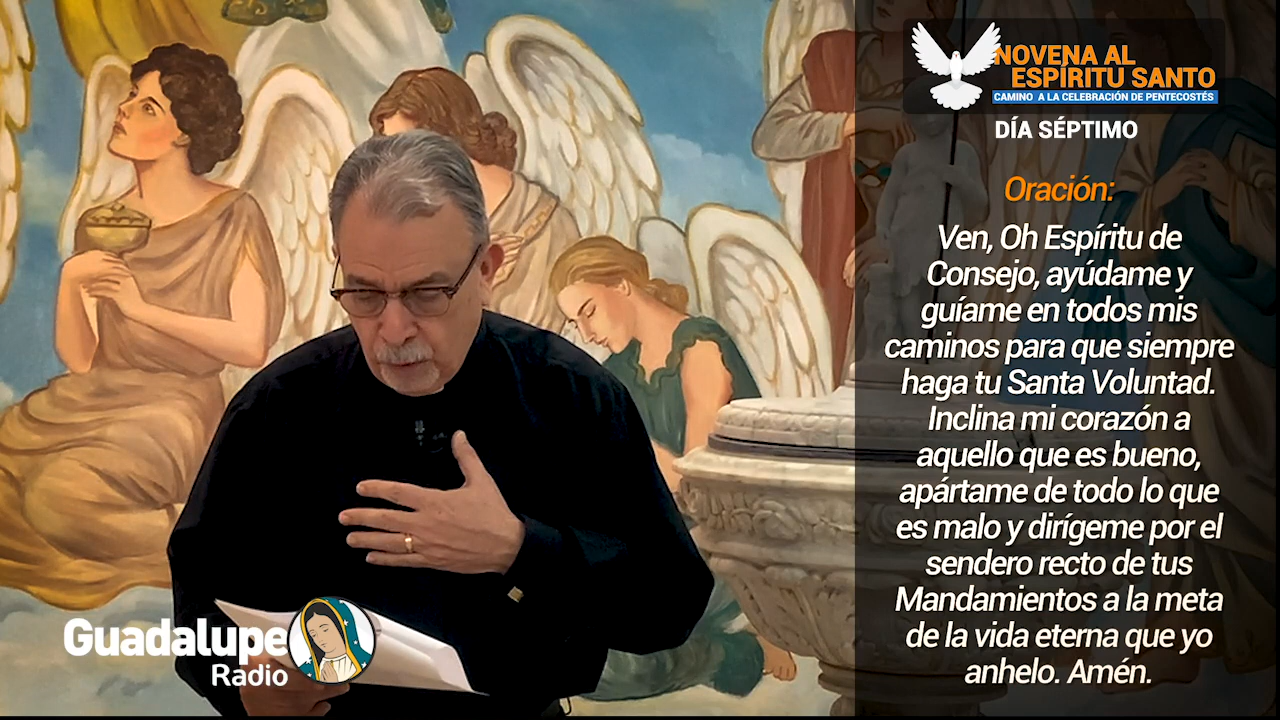 NOVENA AL
ESPÍRITU SANTO
CAMINO A LA CELEBRACIÓN DE PENTECOSTÉS
DÍA SÉPTIMO
Oración:
Ven, Oh Espíritu de
Consejo, ayúdame y
guíame en todos mis
caminos para que siempre
haga tu Santa Voluntad.
Inclina mi corazón a
aquello que es bueno,
apártame de todo lo que
es malo y dirígeme por el
sendero recto de tus
Mandamientos a la meta
de la vida eterna que yo
anhelo. Amén.
Guadalupe
Radio